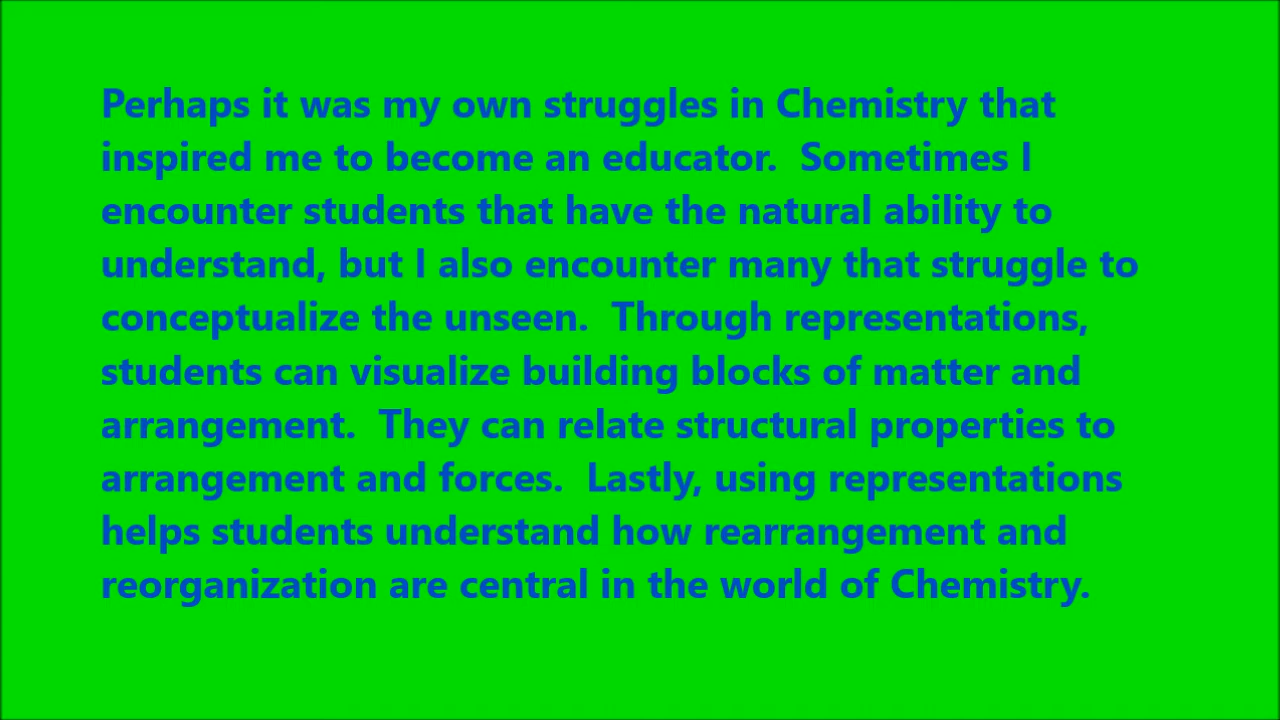 Perhaps it was my own struggles in Chemistry that
inspired me to become an educator.  Sometimes I
encounter students that have the natural ability to
understand, but I also encounter many that struggle to
conceptualize the unseen.  Through representations,
students can visualize building blocks of matter and
arrangement.  They can relate structural properties to
arrangement and forces.  Lastly, using representations
helps students understand how rearrangement and
reorganization are central in the world of Chemistry.